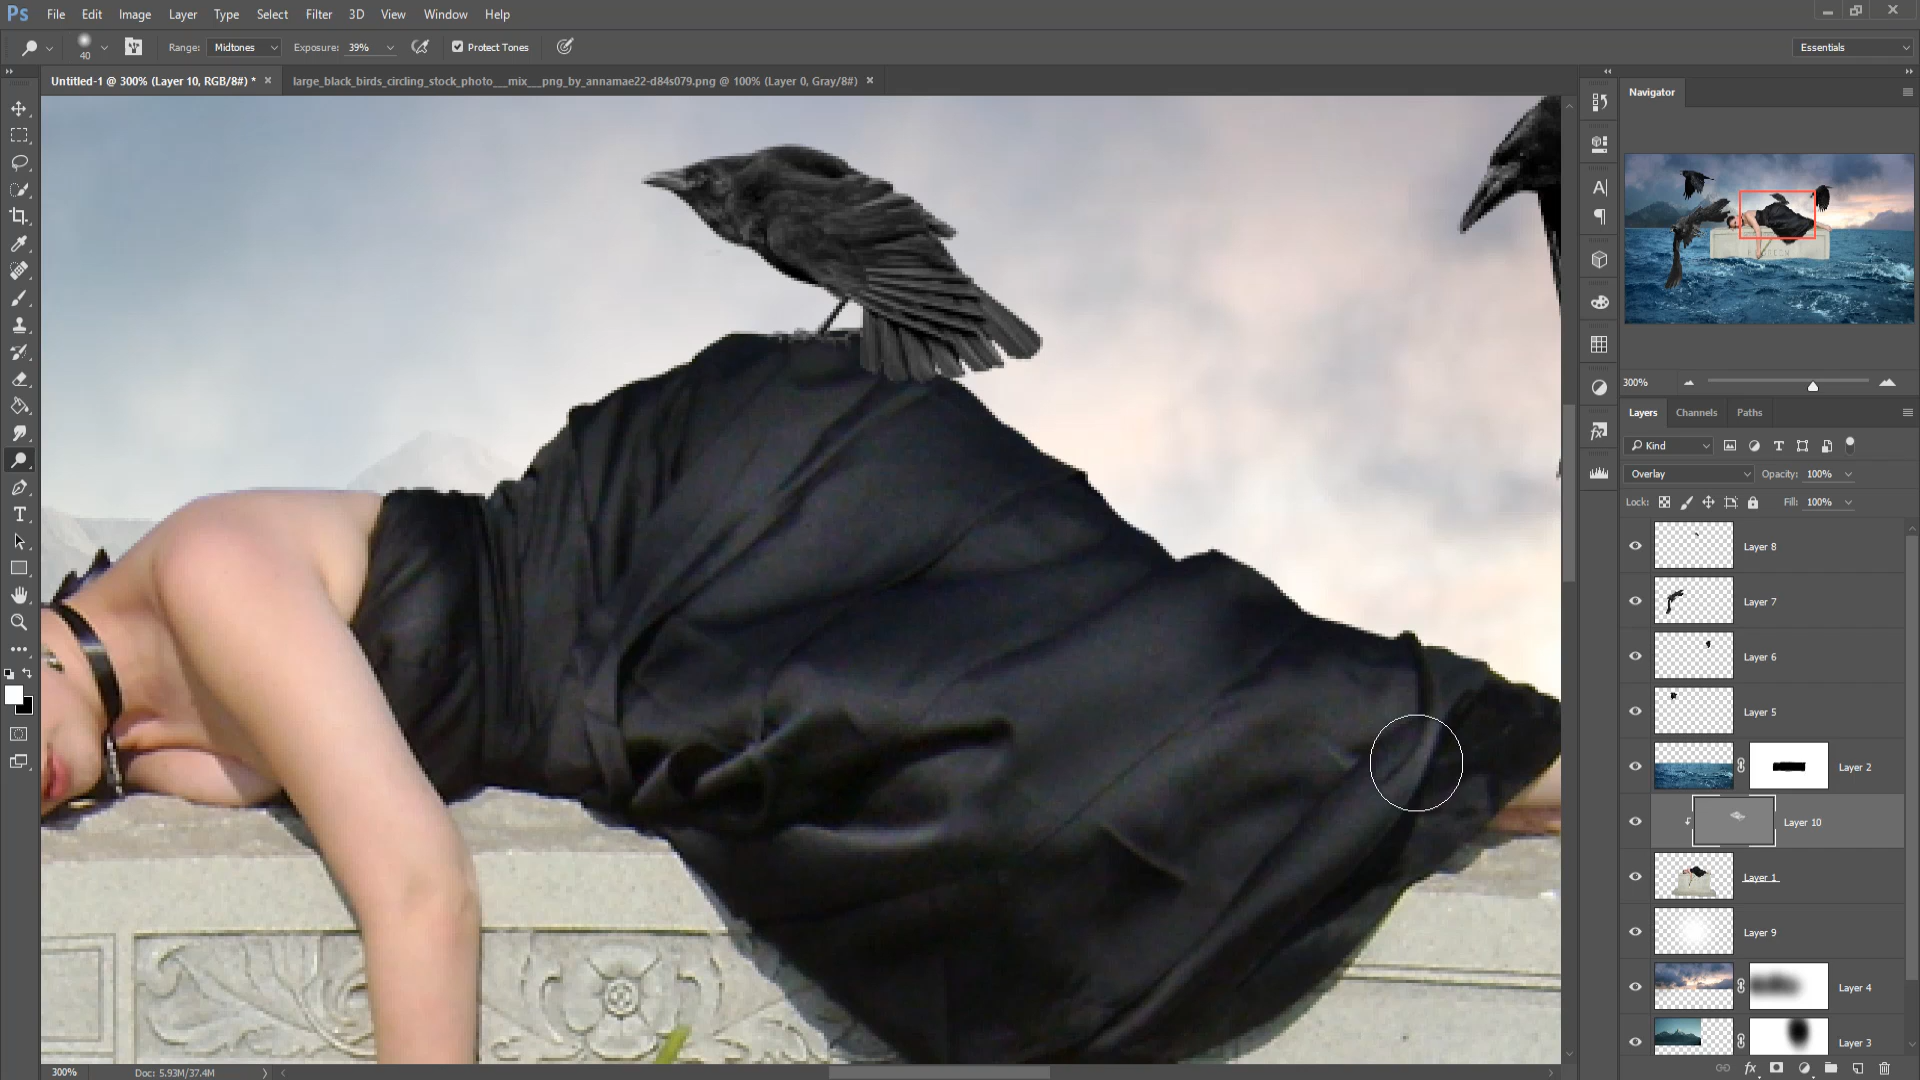 Ps File Edit Image Layer Type Select Filter 3D View Window Help
40 Range: Midtones Exposure: 39% Protect Tones Essentials
Untitled-1 @ 300% (Layer 10, RGB/8#) * × large_black_birds_circling_stock_photo___mix___png_by_annamae22-d84s079.png @ 100% (Layer 0, Gray/8#) ×
Navigator
300%
Layers Channels Paths
Kind
Overlay Opacity: 100%
Lock: Fill: 100%
Layer 8
Layer 7
Layer 6
Layer 5
Layer 2
Layer 10
Layer 1
Layer 9
Layer 4
Layer 3
300% Doc: 5.93M/37.4M